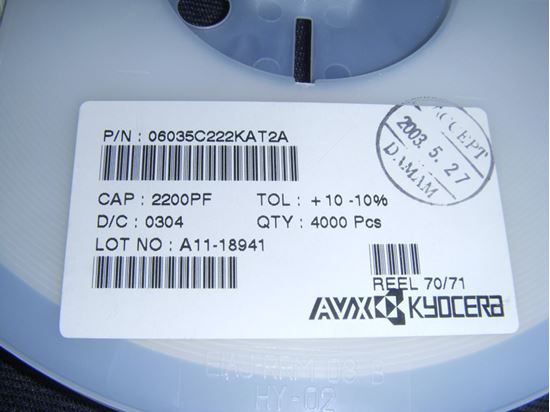 P/N : 06035C222KAT2A
CAP : 2200PF TOL : +10 -10%
D/C : 0304 QTY : 4000 Pcs
LOT NO : A11-18941
REEL 70/71
AVX KYOCERA
ACCEPT
2003. 5. 27
DAMAM
HY-02